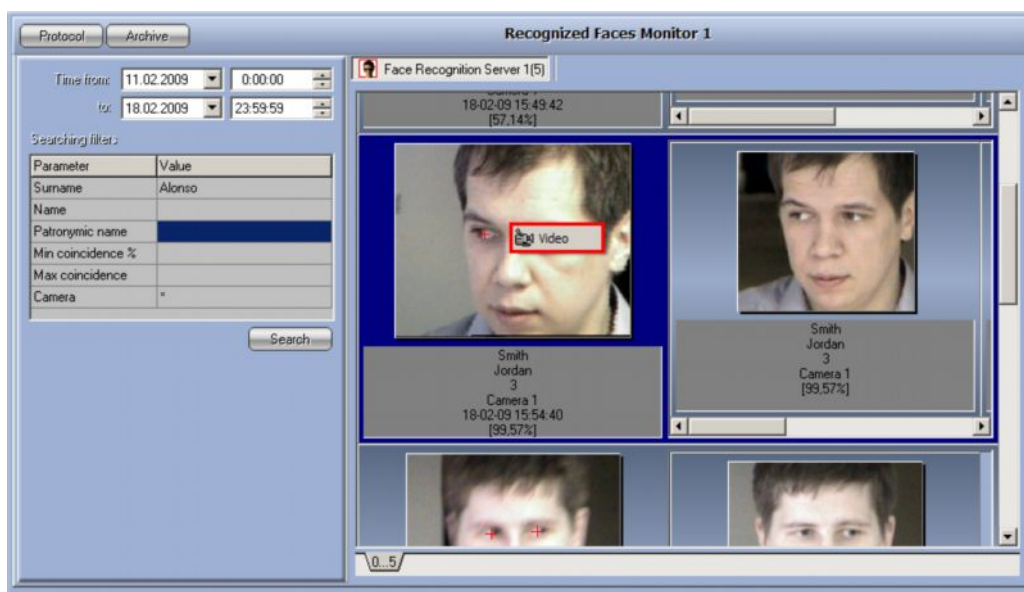 Protocol Archive Recognized Faces Monitor 1
Time from: 11.02.2009 0:00:00
to: 18.02.2009 23:59:59
Searching filters
Parameter Value
Surname Alonso
Name
Patronymic name
Min coincidence %
Max coincidence
Camera *
Search
Face Recognition Server 1(5)
Camera 1
18-02-09 15:49:42
[57,14%]
Video
Smith
Jordan
3
Camera 1
18-02-09 15:54:40
[99,57%]
Smith
Jordan
3
Camera 1
[99,57%]
0...5